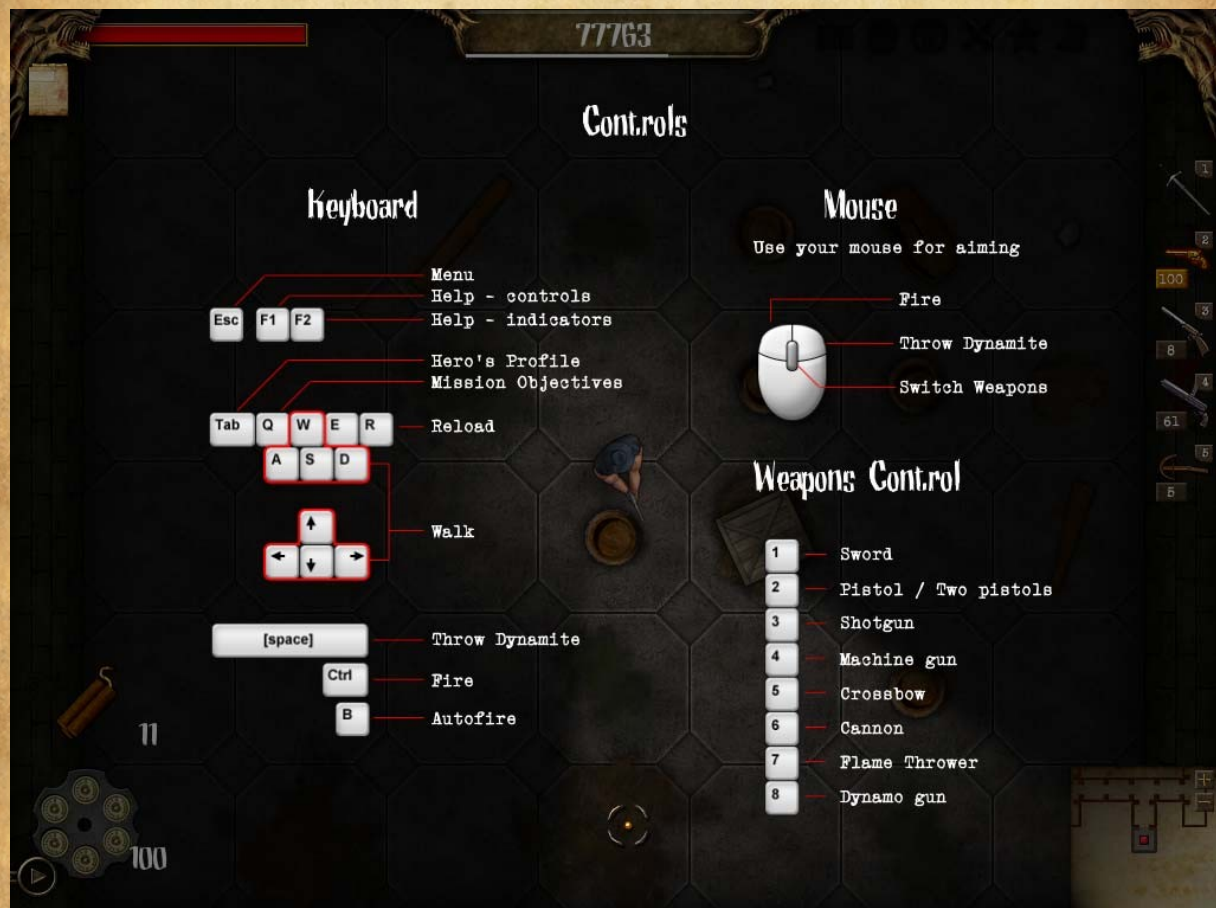 77763
Controls
Keyboard
Menu
Help - controls
Help - indicators
Esc F1 F2
Hero's Profile
Mission Objectives
Tab Q W E R
Reload
A S D
Walk
[space]
Throw Dynamite
Ctrl
Fire
B
Autofire
Mouse
Use your mouse for aiming
Fire
Throw Dynamite
Switch Weapons
Weapons Control
1 Sword
2 Pistol / Two pistols
3 Shotgun
4 Machine gun
5 Crossbow
6 Cannon
7 Flame Thrower
8 Dynamo gun
1
2
100
3
8
4
61
5
5
11
100